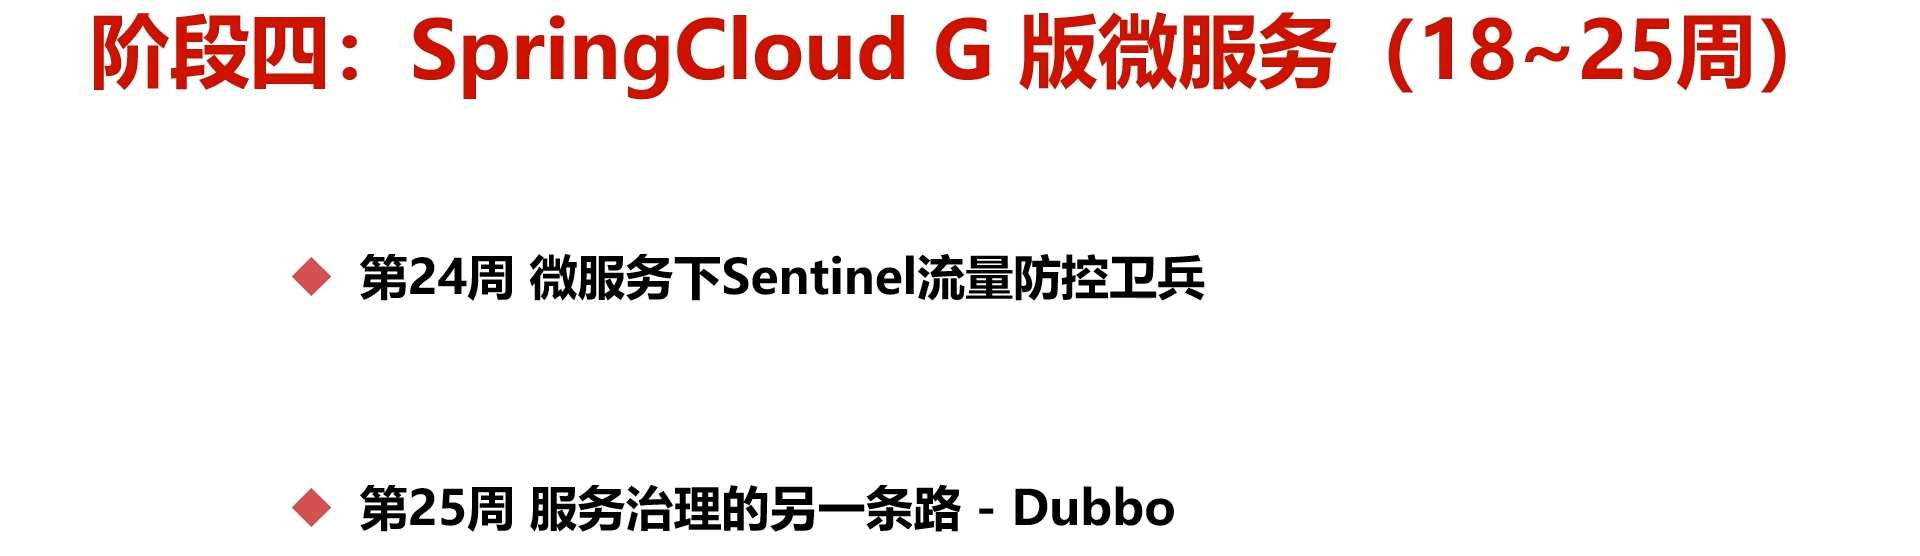 阶段四：SpringCloud G 版微服务（18~25周）
第24周 微服务下Sentinel流量防控卫兵
第25周 服务治理的另一条路 - Dubbo